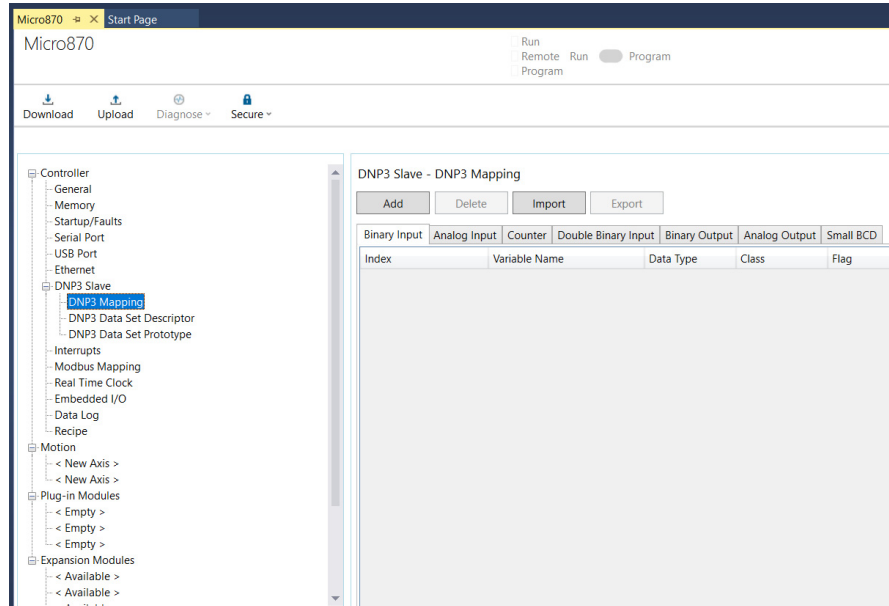 Micro870
Start Page
Micro870
Run
Remote Run Program
Program
Download Upload Diagnose Secure
Controller
General
Memory
Startup/Faults
Serial Port
USB Port
Ethernet
DNP3 Slave
DNP3 Mapping
DNP3 Data Set Descriptor
DNP3 Data Set Prototype
Interrupts
Modbus Mapping
Real Time Clock
Embedded I/O
Data Log
Recipe
Motion
< New Axis >
< New Axis >
Plug-in Modules
< Empty >
< Empty >
< Empty >
Expansion Modules
< Available >
< Available >
DNP3 Slave - DNP3 Mapping
Add Delete Import Export
Binary Input Analog Input Counter Double Binary Input Binary Output Analog Output Small BCD
Index Variable Name Data Type Class Flag